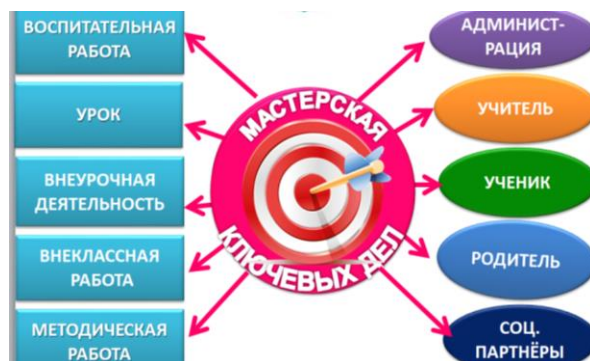 ВОСПИТАТЕЛЬНАЯ
РАБОТА
УРОК
ВНЕУРОЧНАЯ
ДЕЯТЕЛЬНОСТЬ
ВНЕКЛАССНАЯ
РАБОТА
МЕТОДИЧЕСКАЯ
РАБОТА
МАСТЕРСКАЯ
КЛЮЧЕВЫХ ДЕЛ
АДМИНИСТ-
РАЦИЯ
УЧИТЕЛЬ
УЧЕНИК
РОДИТЕЛЬ
СОЦ.
ПАРТНЁРЫ